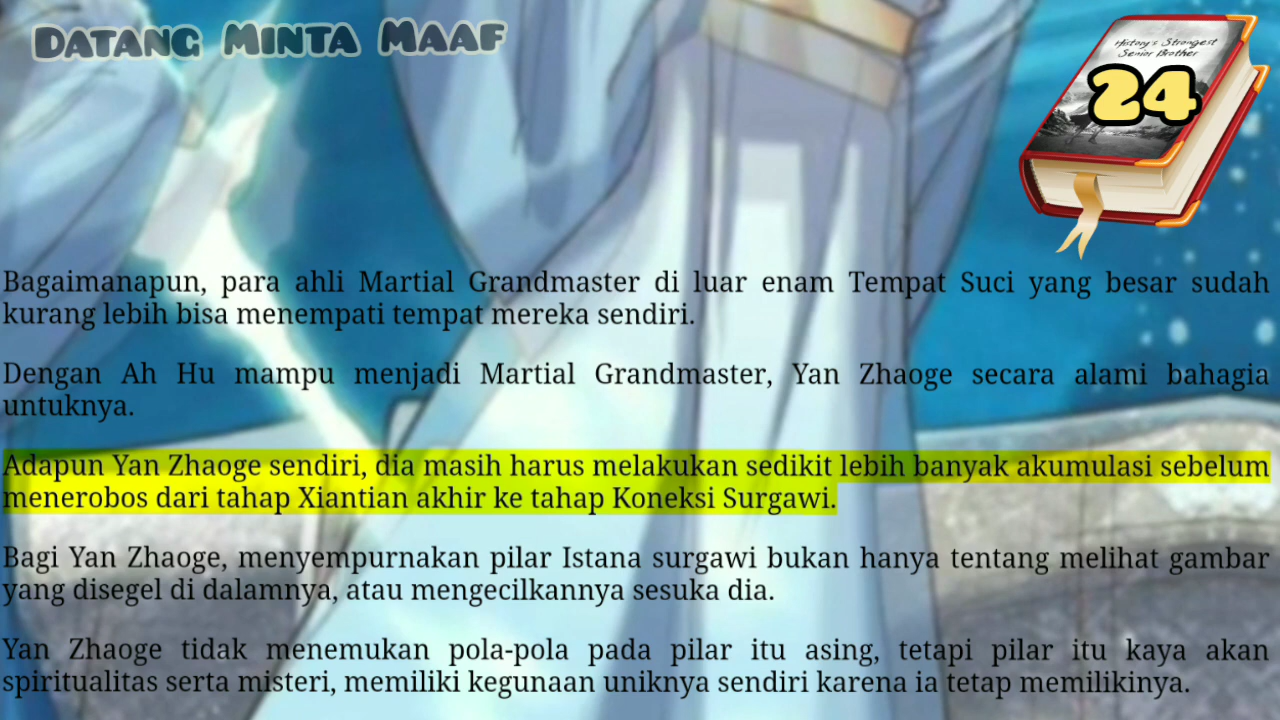 Datang Minta Maaf
History's Strongest
Senior Brother
24
Bagaimanapun, para ahli Martial Grandmaster di luar enam Tempat Suci yang besar sudah
kurang lebih bisa menempati tempat mereka sendiri.
Dengan Ah Hu mampu menjadi Martial Grandmaster, Yan Zhaoge secara alami bahagia
untuknya.
Adapun Yan Zhaoge sendiri, dia masih harus melakukan sedikit lebih banyak akumulasi sebelum
menerobos dari tahap Xiantian akhir ke tahap Koneksi Surgawi.
Bagi Yan Zhaoge, menyempurnakan pilar Istana surgawi bukan hanya tentang melihat gambar
yang disegel di dalamnya, atau mengecilkannya sesuka dia.
Yan Zhaoge tidak menemukan pola-pola pada pilar itu asing, tetapi pilar itu kaya akan
spiritualitas serta misteri, memiliki kegunaan uniknya sendiri karena ia tetap memilikinya.